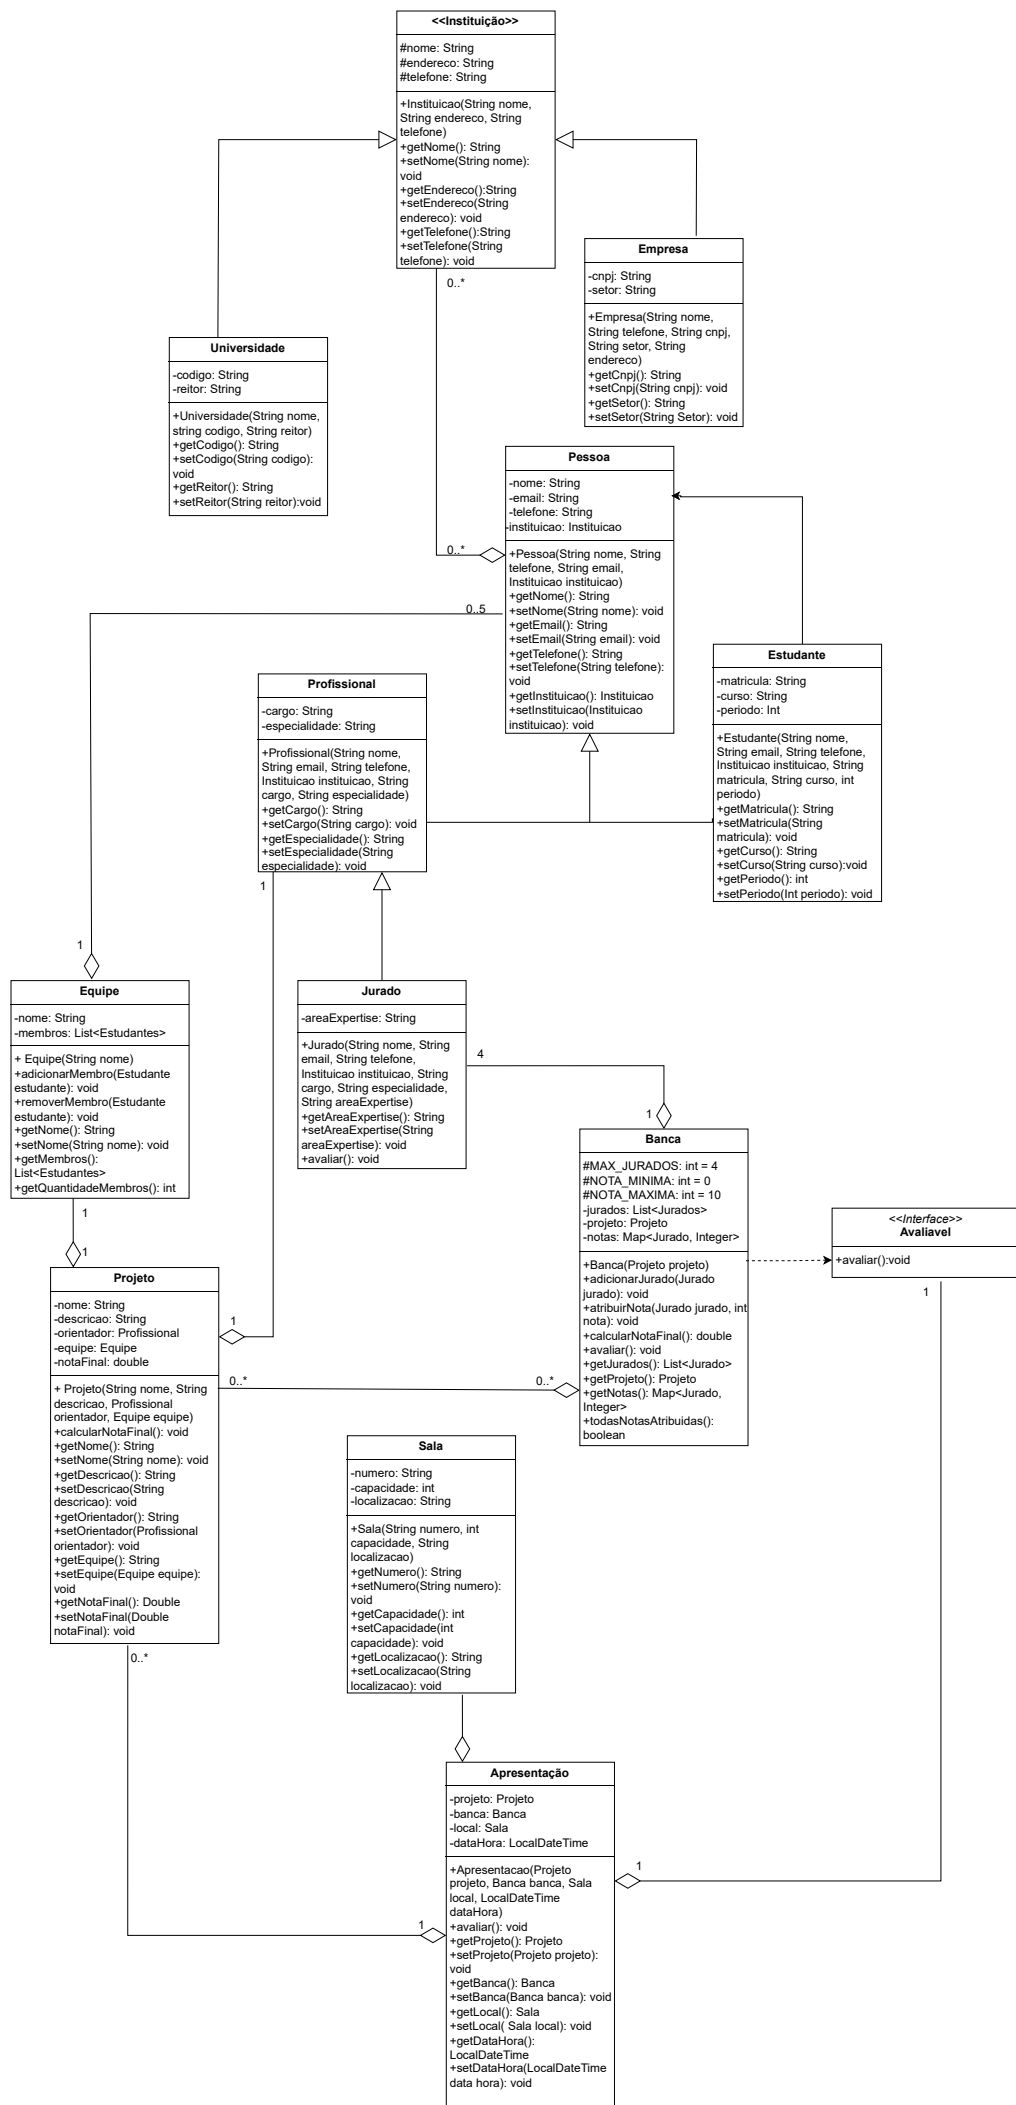 <<Instituição>>
#nome: String
#endereco: String
#telefone: String
+Instituicao(String nome,
String endereco, String
telefone)
+getNome(): String
+setNome(String nome):
void
+getEndereco():String
+setEndereco(String
endereco): void
+getTelefone():String
+setTelefone(String
telefone): void
0..*
Empresa
-cnpj: String
-setor: String
+Empresa(String nome,
String telefone, String cnpj,
String setor, String
endereco)
+getCnpj(): String
+setCnpj(String cnpj): void
+getSetor(): String
+setSetor(String Setor): void
Universidade
-codigo: String
-reitor: String
+Universidade(String nome,
string codigo, String reitor)
+getCodigo(): String
+setCodigo(String codigo):
void
+getReitor(): String
+setReitor(String reitor):void
Pessoa
-nome: String
-email: String
-telefone: String
-instituicao: Instituicao
+Pessoa(String nome, String
telefone, String email,
Instituicao instituicao)
+getNome(): String
+setNome(String nome): void
+getEmail(): String
+setEmail(String email): void
+getTelefone(): String
+setTelefone(String telefone):
void
+getInstituicao(): Instituicao
+setInstituicao(Instituicao
instituicao): void
0..*
0..5
Estudante
-matricula: String
-curso: String
-periodo: Int
+Estudante(String nome,
String email, String telefone,
Instituicao instituicao, String
matricula, String curso, int
periodo)
+getMatricula(): String
+setMatricula(String
matricula): void
+getCurso(): String
+setCurso(String curso):void
+getPeriodo(): int
+setPeriodo(Int periodo): void
Profissional
-cargo: String
-especialidade: String
+Profissional(String nome,
String email, String telefone,
Instituicao instituicao, String
cargo, String especialidade)
+getCargo(): String
+setCargo(String cargo): void
+getEspecialidade(): String
+setEspecialidade(String
especialidade): void
1
1
Equipe
-nome: String
-membros: List<Estudantes>
+ Equipe(String nome)
+adicionarMembro(Estudante
estudante): void
+removerMembro(Estudante
estudante): void
+getNome(): String
+setNome(String nome): void
+getMembros():
List<Estudantes>
+getQuantidadeMembros(): int
1
1
Jurado
-areaExpertise: String
+Jurado(String nome, String
email, String telefone,
Instituicao instituicao, String
cargo, String especialidade,
String areaExpertise)
+getAreaExpertise(): String
+setAreaExpertise(String
areaExpertise): void
+avaliar(): void
4
1
Banca
#MAX_JURADOS: int = 4
#NOTA_MINIMA: int = 0
#NOTA_MAXIMA: int = 10
-jurados: List<Jurados>
-projeto: Projeto
-notas: Map<Jurado, Integer>
+Banca(Projeto projeto)
+adicionarJurado(Jurado
jurado): void
+atribuirNota(Jurado jurado, int
nota): void
+calcularNotaFinal(): double
+avaliar(): void
+getJurados(): List<Jurado>
+getProjeto(): Projeto
+getNotas(): Map<Jurado,
Integer>
+todasNotasAtribuidas():
boolean
<<Interface>>
Avaliavel
+avaliar():void
1
Projeto
-nome: String
-descricao: String
-orientador: Profissional
-equipe: Equipe
-notaFinal: double
+ Projeto(String nome, String
descricao, Profissional
orientador, Equipe equipe)
+calcularNotaFinal(): void
+getNome(): String
+setNome(String nome): void
+getDescricao(): String
+setDescricao(String
descricao): void
+getOrientador(): String
+setOrientador(Profissional
orientador): void
+getEquipe(): String
+setEquipe(Equipe equipe):
void
+getNotaFinal(): Double
+setNotaFinal(Double
notaFinal): void
1
0..*
0..*
0..*
Sala
-numero: String
-capacidade: int
-localizacao: String
+Sala(String numero, int
capacidade, String
localizacao)
+getNumero(): String
+setNumero(String numero):
void
+getCapacidade(): int
+setCapacidade(int
capacidade): void
+getLocalizacao(): String
+setLocalizacao(String
localizacao): void
Apresentação
-projeto: Projeto
-banca: Banca
-local: Sala
-dataHora: LocalDateTime
+Apresentacao(Projeto
projeto, Banca banca, Sala
local, LocalDateTime
dataHora)
+avaliar(): void
+getProjeto(): Projeto
+setProjeto(Projeto projeto):
void
+getBanca(): Banca
+setBanca(Banca banca): void
+getLocal(): Sala
+setLocal( Sala local): void
+getDataHora():
LocalDateTime
+setDataHora(LocalDateTime
data hora): void
1
1